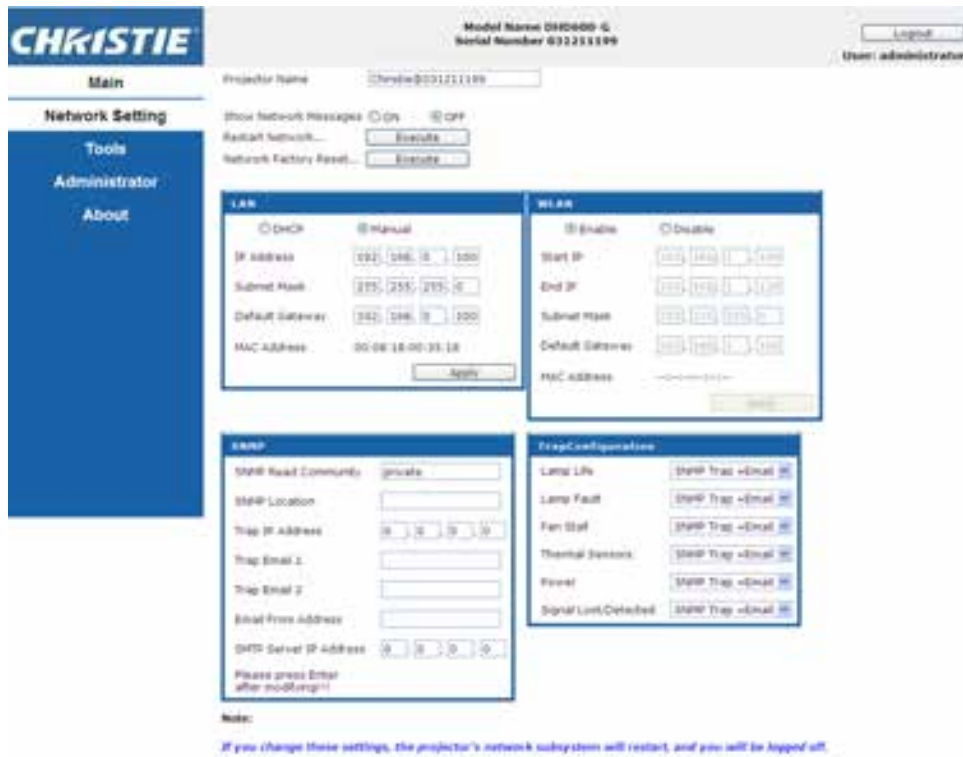 CHRISTIE
Model Name DHD600-G
Serial Number 031211199
Logout
User: administrator
Main
Network Setting
Tools
Administrator
About
Projector Name Christie@031211199
Show Network Messages ON OFF
Restart Network... Execute
Network Factory Reset... Execute
LAN
DHCP Manual
IP Address 192. 168. 0 . 100
Subnet Mask 255. 255. 255. 0
Default Gateway 192. 168. 0 . 100
MAC Address
Apply
WLAN
Enable Disable
Start IP
End IP
Subnet Mask
Default Gateway
MAC Address
SNMP
SNMP Read Community private
SNMP Location
Trap IP Address 0 . 0 . 0 . 0
Trap Email 1
Trap Email 2
Email From Address
SMTP Server IP Address 0 . 0 . 0 . 0
Please press Enter
after modifying!!!
TrapConfiguration
Lamp Life SNMP Trap +Email
Lamp Fault SNMP Trap +Email
Fan Stall SNMP Trap +Email
Thermal Sensors SNMP Trap +Email
Power SNMP Trap +Email
Signal Lost/Detected SNMP Trap +Email
Note:
If you change these settings, the projector's network subsystem will restart, and you will be logged off.